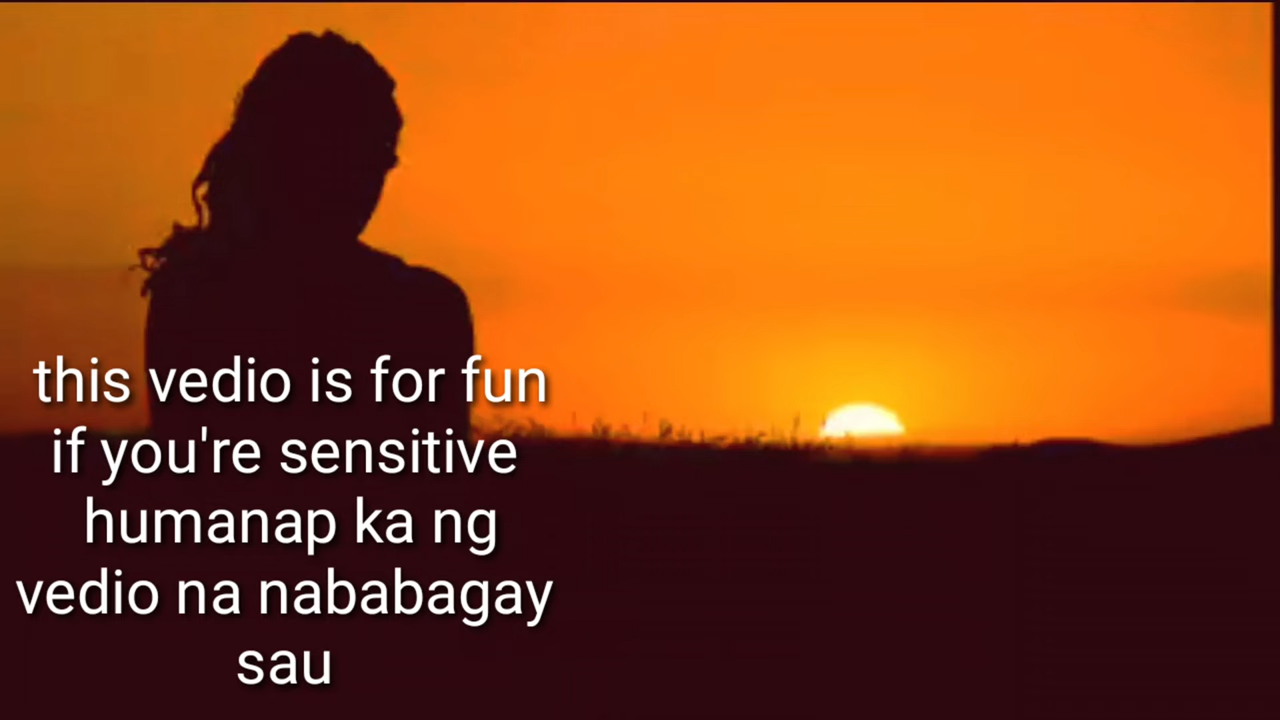 this vedio is for fun
if you're sensitive
humanap ka ng
vedio na nababagay
sau